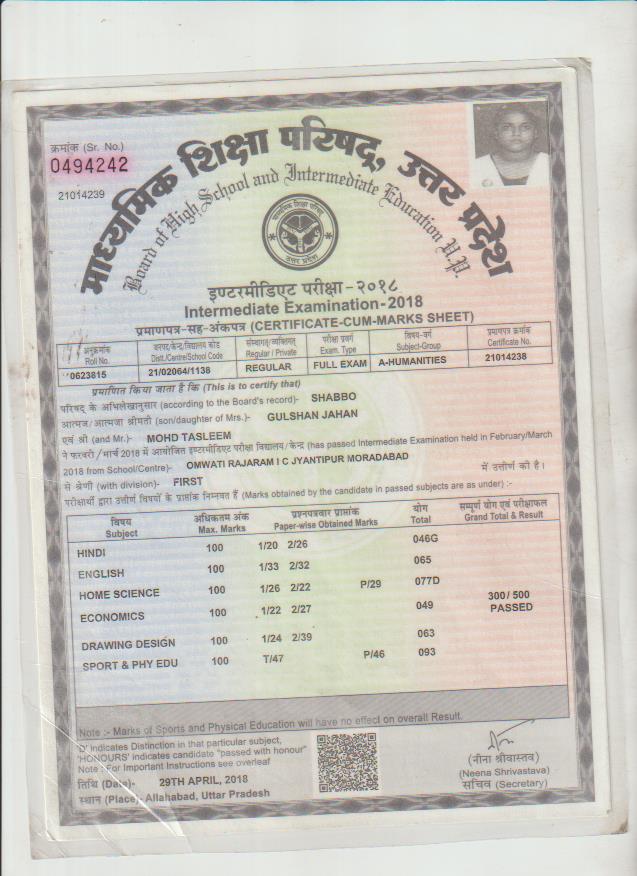 क्रमांक (Sr. No.)
0494242
21014239
माध्यमिक शिक्षा परिषद्, उत्तर प्रदेश
Board of High School and Intermediate Education U.P.
माध्यमिक शिक्षा परिषद्
उत्तर प्रदेश
इण्टरमीडिएट परीक्षा-२०१८
Intermediate Examination-2018
प्रमाणपत्र-सह-अंकपत्र (CERTIFICATE-CUM-MARKS SHEET)
अनुक्रमांक जनपद/केन्द्र/विद्यालय कोड संस्थागत/व्यक्तिगत परीक्षा प्रवर्ग विषय-वर्ग प्रमाणपत्र क्रमांक
Roll No. Distt./Centre/School Code Regular / Private Exam. Type Subject-Group Certificate No.
0623815 21/02064/1138 REGULAR FULL EXAM A-HUMANITIES 21014238
प्रमाणित किया जाता है कि (This is to certify that)
परिषद् के अभिलेखानुसार (according to the Board's record)- SHABBO
आत्मज/आत्मजा श्रीमती (son/daughter of Mrs.)- GULSHAN JAHAN
एवं श्री (and Mr.)- MOHD TASLEEM
ने फरवरी/मार्च 2018 में आयोजित इण्टरमीडिएट परीक्षा विद्यालय/केन्द्र (has passed Intermediate Examination held in February/March
2018 from School/Centre)- OMWATI RAJARAM I C JYANTIPUR MORADABAD में उत्तीर्ण की है।
से श्रेणी (with division)- FIRST
परीक्षार्थी द्वारा उत्तीर्ण विषयों के प्राप्तांक निम्नवत हैं (Marks obtained by the candidate in passed subjects are as under) :-
विषय अधिकतम अंक प्रश्नपत्रवार प्राप्तांक योग सम्पूर्ण योग एवं परीक्षाफल
Subject Max. Marks Paper-wise Obtained Marks Total Grand Total & Result
HINDI 100 1/20 2/26 046G
ENGLISH 100 1/33 2/32 065
HOME SCIENCE 100 1/26 2/22 P/29 077D 300/500
ECONOMICS 100 1/22 2/27 049 PASSED
DRAWING DESIGN 100 1/24 2/39 063
SPORT & PHY EDU 100 T/47 P/46 093
Note :- Marks of Sports and Physical Education will have no effect on overall Result.
'D' indicates Distinction in that particular subject,
'HONOURS' indicates candidate "passed with honour"
Note : For Important Instructions see overleaf
तिथि (Date)- 29TH APRIL, 2018
स्थान (Place)- Allahabad, Uttar Pradesh
(नीना श्रीवास्तव)
(Neena Shrivastava)
सचिव (Secretary)